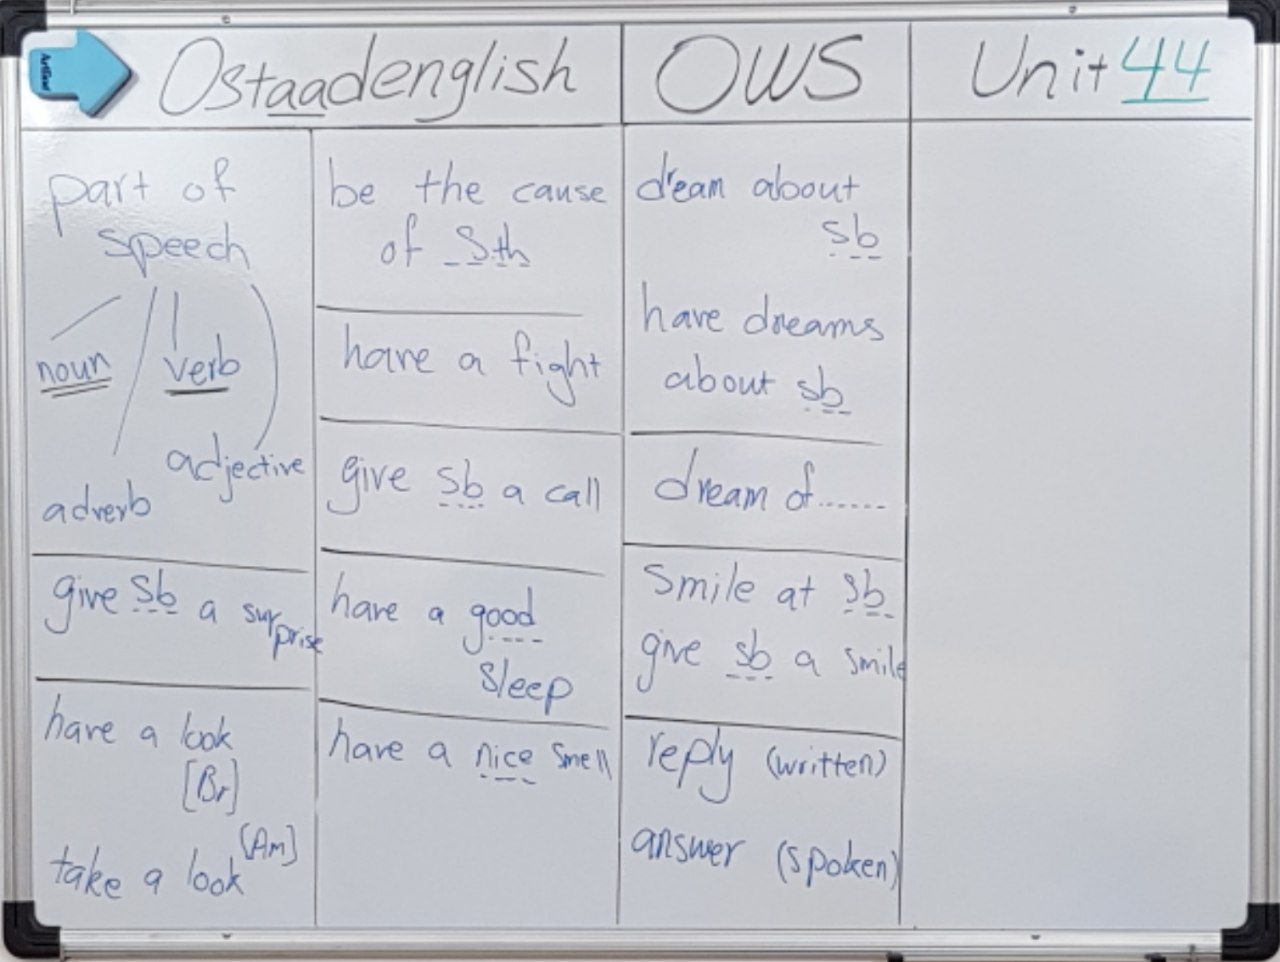 Ostaadenglish
OWS
Unit 44
part of
speech
noun
verb
adjective
adverb
give sb a surprise
have a look
[Br]
take a look [Am]
be the cause
of sth
have a fight
give sb a call
have a good
sleep
have a nice smell
dream about
sb
have dreams
about sb
dream of......
smile at sb
give sb a smile
reply (written)
answer (spoken)